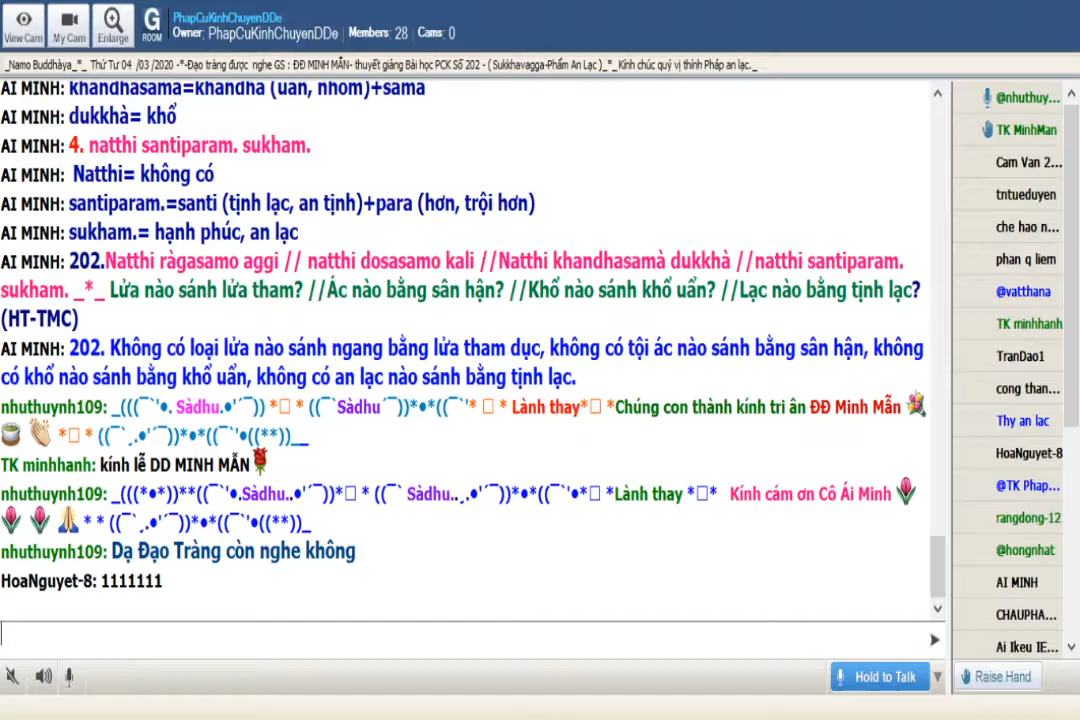 PhapCuKinhChuyenDDe
Owner: PhapCuKinhChuyenDDe | Members: 28 | Cams: 0
View Cam
My Cam
Enlarge
G ROOM
_Namo Buddhàya_*_ Thứ Tư 04 /03 /2020 -*-Đạo tràng được nghe GS : ĐĐ MINH MẪN- thuyết giảng Bài học PCK Số 202 - ( Sukkhavagga-Phẩm An Lạc )_*_Kính chúc quý vị thính Pháp an lạc._
AI MINH: khandhasamà=khandha (uẩn, nhóm)+sama
AI MINH: dukkhà= khổ
AI MINH: 4. natthi santiparam. sukham.
AI MINH: Natthi= không có
AI MINH: santiparam.=santi (tịnh lạc, an tịnh)+para (hơn, trội hơn)
AI MINH: sukham.= hạnh phúc, an lạc
AI MINH: 202.Natthi ràgasamo aggi // natthi dosasamo kali //Natthi khandhasamà dukkhà //natthi santiparam.
sukham. _*_ Lửa nào sánh lửa tham? //Ác nào bằng sân hận? //Khổ nào sánh khổ uẩn? //Lạc nào bằng tịnh lạc?
(HT-TMC)
AI MINH: 202. Không có loại lửa nào sánh ngang bằng lửa tham dục, không có tội ác nào sánh bằng sân hận, không
có khổ nào sánh bằng khổ uẩn, không có an lạc nào sánh bằng tịnh lạc.
nhuthuynh109: _(((¯`'•. Sàdhu.•'´¯)) *□ * ((¯`Sàdhu´¯))*•*((¯`'* □ * Lành thay*□ *Chúng con thành kính tri ân ĐĐ Minh Mẫn 💐
🍵 👏 *□ * ((¯`¸.•'´¯))*•*((¯`'•((**))__
TK minhhanh: kính lễ DD MINH MẪN🌹
nhuthuynh109: _(((*•*))**((¯`'•.Sàdhu..•'´¯))*□ * ((¯` Sàdhu..¸.•'´¯))*•*((¯`'•*□ *Lành thay *□* Kính cám ơn Cô Ái Minh 🌷
🌷 🌷 🙏 * * ((¯`¸.•'´¯))*•*((¯`'•((**))_
nhuthuynh109: Dạ Đạo Tràng còn nghe không
HoaNguyet-8: 1111111
Hold to Talk
@nhuthuy...
TK MinhMan
Cam Van 2...
tntueduyen
che hao n...
phan q liem
@vatthana
TK minhhanh
TranDao1
cong than...
Thy an lac
HoaNguyet-8
@TK Phap...
rangdong-12
@hongnhat
AI MINH
CHAUPHA...
Ai Ikeu IE...
Raise Hand